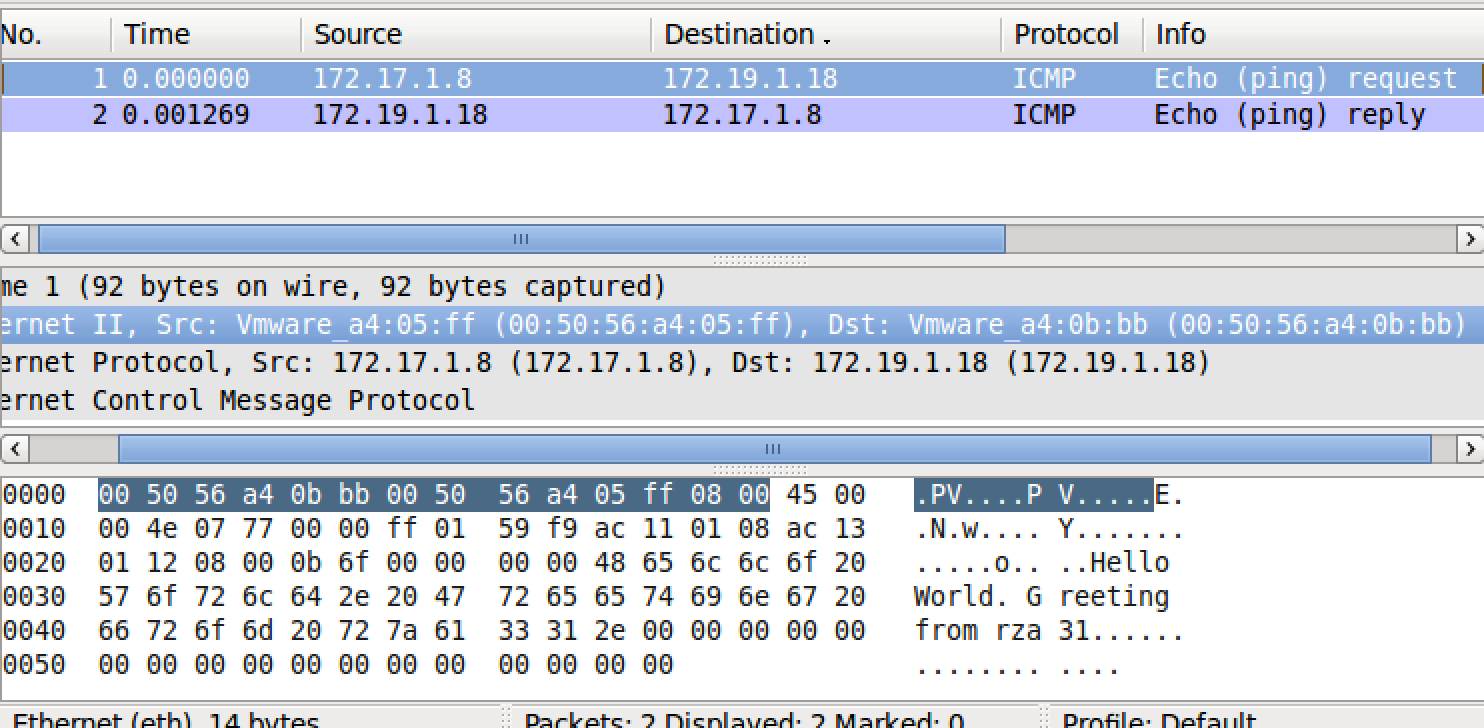 No. Time Source Destination Protocol Info
1 0.000000 172.17.1.8 172.19.1.18 ICMP Echo (ping) request
2 0.001269 172.19.1.18 172.17.1.8 ICMP Echo (ping) reply
me 1 (92 bytes on wire, 92 bytes captured)
ernet II, Src: Vmware_a4:05:ff (00:50:56:a4:05:ff), Dst: Vmware_a4:0b:bb (00:50:56:a4:0b:bb)
ernet Protocol, Src: 172.17.1.8 (172.17.1.8), Dst: 172.19.1.18 (172.19.1.18)
ernet Control Message Protocol
0000 00 50 56 a4 0b bb 00 50 56 a4 05 ff 08 00 45 00 .PV....P V.....E.
0010 00 4e 07 77 00 00 ff 01 59 f9 ac 11 01 08 ac 13 .N.w.... Y.......
0020 01 12 08 00 0b 6f 00 00 00 00 48 65 6c 6c 6f 20 .....o.. ..Hello
0030 57 6f 72 6c 64 2e 20 47 72 65 65 74 69 6e 67 20 World. G reeting
0040 66 72 6f 6d 20 72 7a 61 33 31 2e 00 00 00 00 00 from rza 31......
0050 00 00 00 00 00 00 00 00 00 00 00 00 ........ ....
Ethernet (eth), 14 bytes Packets: 2 Displayed: 2 Marked: 0 Profile: Default